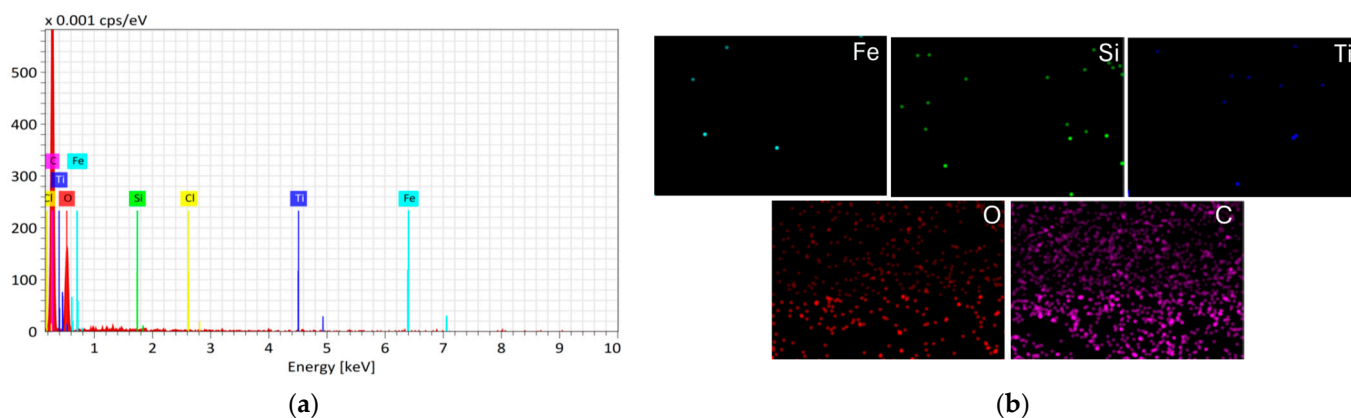 x 0.001 cps/eV
500
400
300
200
100
0
C
Fe
Ti
Cl
O
Si
Cl
Ti
Fe
1 2 3 4 5 6 7 8 9 10
Energy [keV]
(a)
Fe
Si
Ti
O
C
(b)